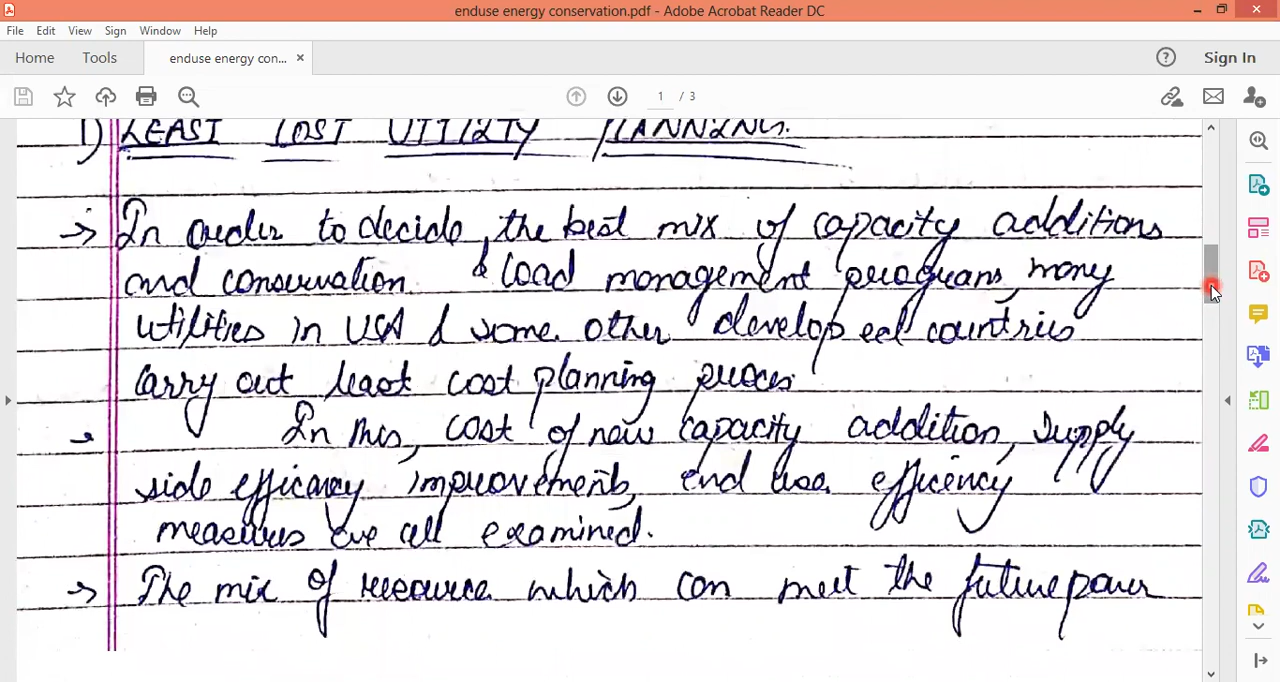 enduse energy conservation.pdf - Adobe Acrobat Reader DC
File Edit View Sign Window Help
Home Tools enduse energy con... × Sign In
1 / 3
1) LEAST COST UTILITY PLANNING.
→ In order to decide, the best mix of capacity additions
and conservation & load management programs, many
utilities in USA & some other developed countries
carry out least cost planning process
→ In this, cost of new capacity addition, supply
side efficiency improvements, end use efficiency
measures are all examined.
→ The mix of resource which can meet the future power